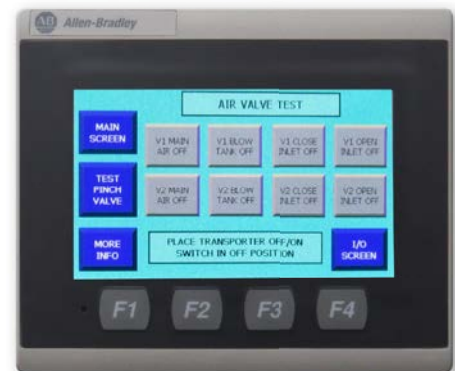 AB Allen-Bradley
AIR VALVE TEST
MAIN
SCREEN
V1 MAIN
AIR OFF
V1 BLOW
TANK OFF
V1 CLOSE
INLET OFF
V1 OPEN
INLET OFF
TEST
PINCH
VALVE
V2 MAIN
AIR OFF
V2 BLOW
TANK OFF
V2 CLOSE
INLET OFF
V2 OPEN
INLET OFF
MORE
INFO
PLACE TRANSPORTER OFF/ON
SWITCH IN OFF POSITION
I/O
SCREEN
F1 F2 F3 F4